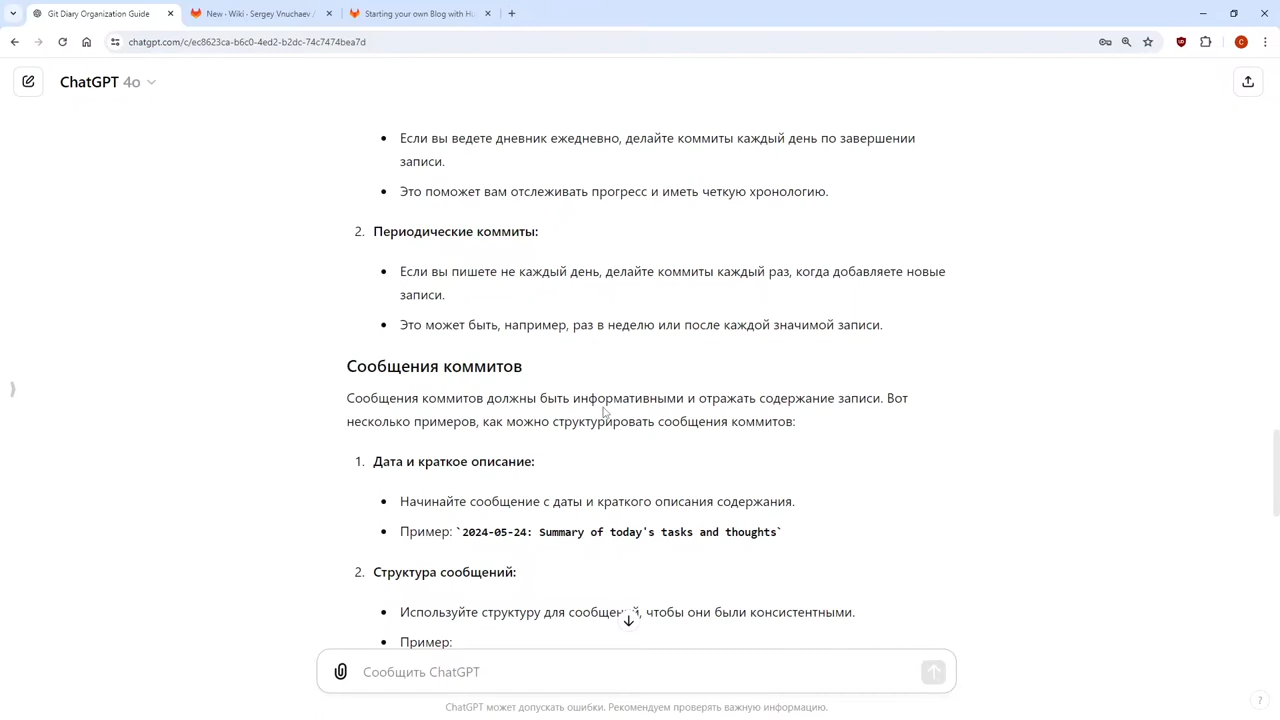 Git Diary Organization Guide
New · Wiki · Sergey Vnuchaev /
Starting your own Blog with Hu
chatgpt.com/c/ec8623ca-b6c0-4ed2-b2dc-74c7474bea7d
C
ChatGPT 4o
• Если вы ведете дневник ежедневно, делайте коммиты каждый день по завершении
записи.
• Это поможет вам отслеживать прогресс и иметь четкую хронологию.
2. Периодические коммиты:
• Если вы пишете не каждый день, делайте коммиты каждый раз, когда добавляете новые
записи.
• Это может быть, например, раз в неделю или после каждой значимой записи.
Сообщения коммитов
Сообщения коммитов должны быть информативными и отражать содержание записи. Вот
несколько примеров, как можно структурировать сообщения коммитов:
1. Дата и краткое описание:
• Начинайте сообщение с даты и краткого описания содержания.
• Пример: `2024-05-24: Summary of today's tasks and thoughts`
2. Структура сообщений:
• Используйте структуру для сообщений, чтобы они были консистентными.
• Пример:
Сообщить ChatGPT
ChatGPT может допускать ошибки. Рекомендуем проверять важную информацию.
?